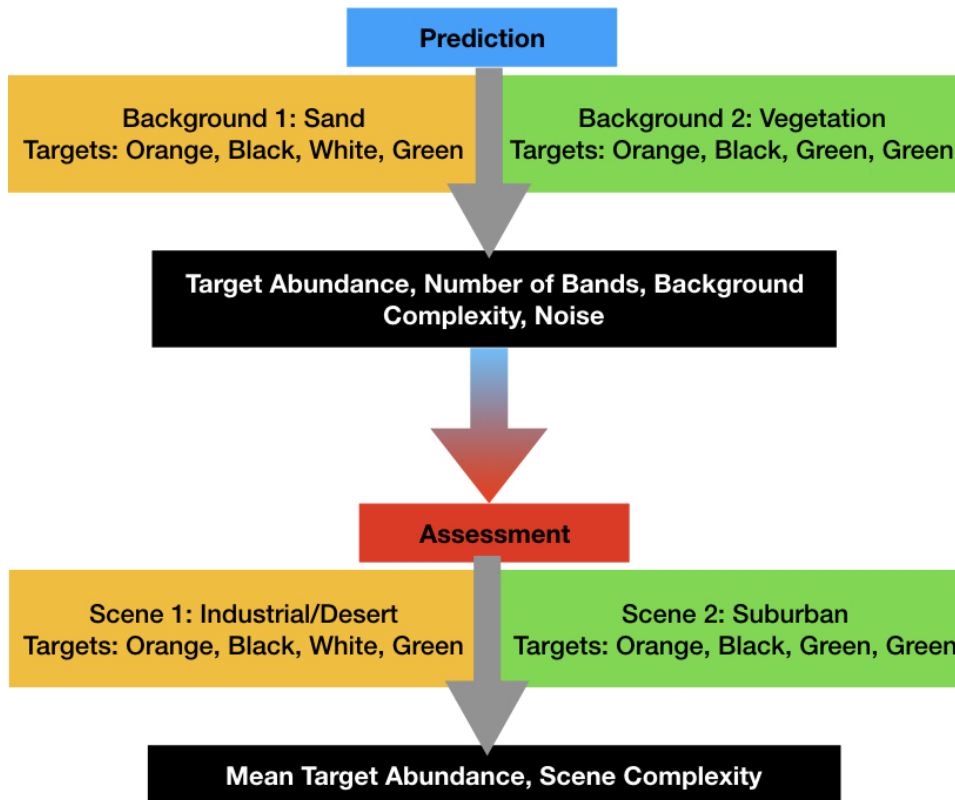 Prediction
Background 1: Sand
Targets: Orange, Black, White, Green
Background 2: Vegetation
Targets: Orange, Black, Green, Green
Target Abundance, Number of Bands, Background
Complexity, Noise
Assessment
Scene 1: Industrial/Desert
Targets: Orange, Black, White, Green
Scene 2: Suburban
Targets: Orange, Black, Green, Green
Mean Target Abundance, Scene Complexity